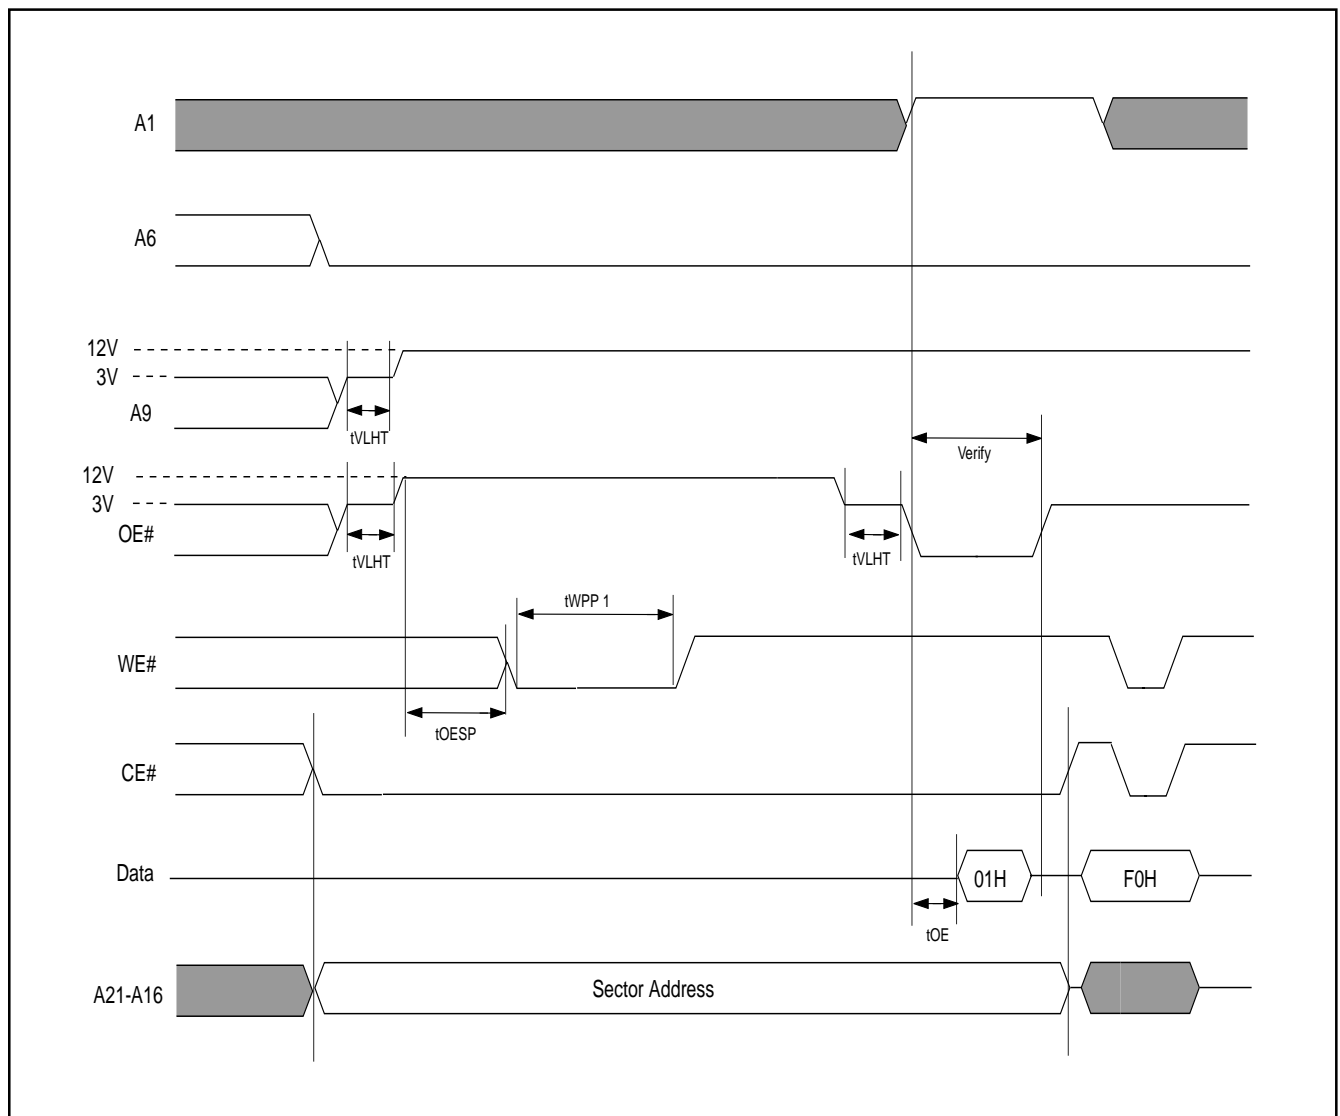 A1
A6
12V
3V
A9
tVLHT
Verify
12V
3V
OE#
tVLHT
tVLHT
tWPP 1
WE#
tOESP
CE#
Data
01H
F0H
tOE
A21-A16
Sector Address